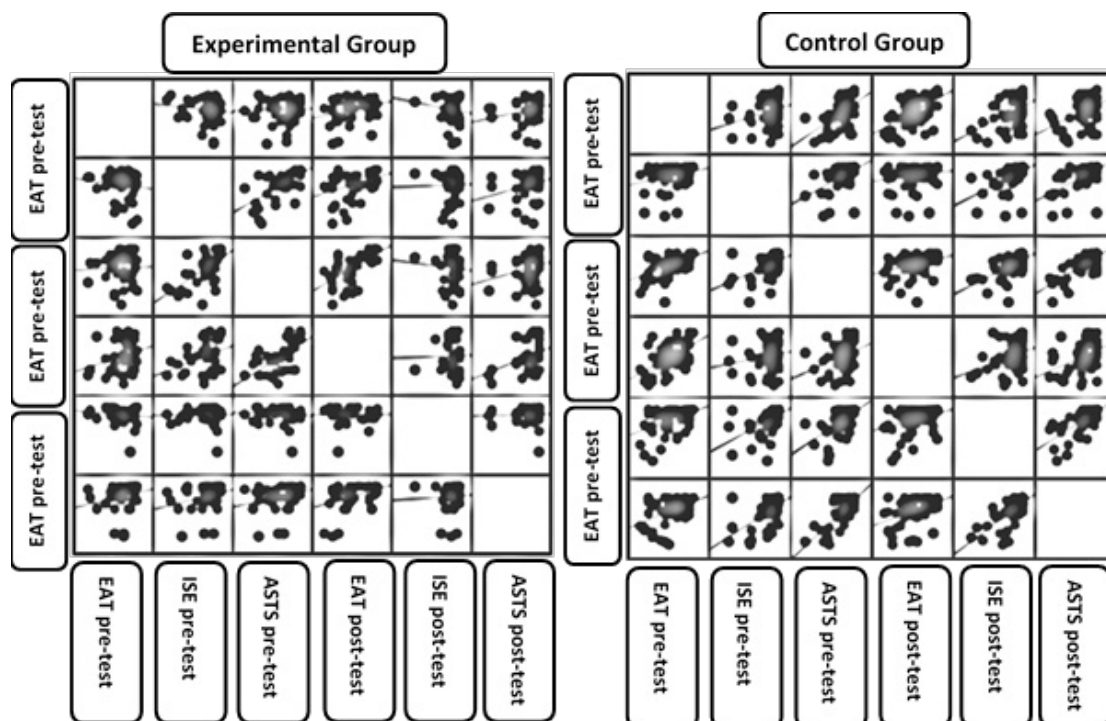 Experimental Group
Control Group
EAT pre-test
EAT pre-test
EAT pre-test
EAT pre-test
EAT pre-test
EAT pre-test
EAT pre-test
ISE pre-test
ASTS pre-test
EAT post-test
ISE post-test
ASTS post-test
EAT pre-test
ISE pre-test
ASTS pre-test
EAT post-test
ISE post-test
ASTS post-test